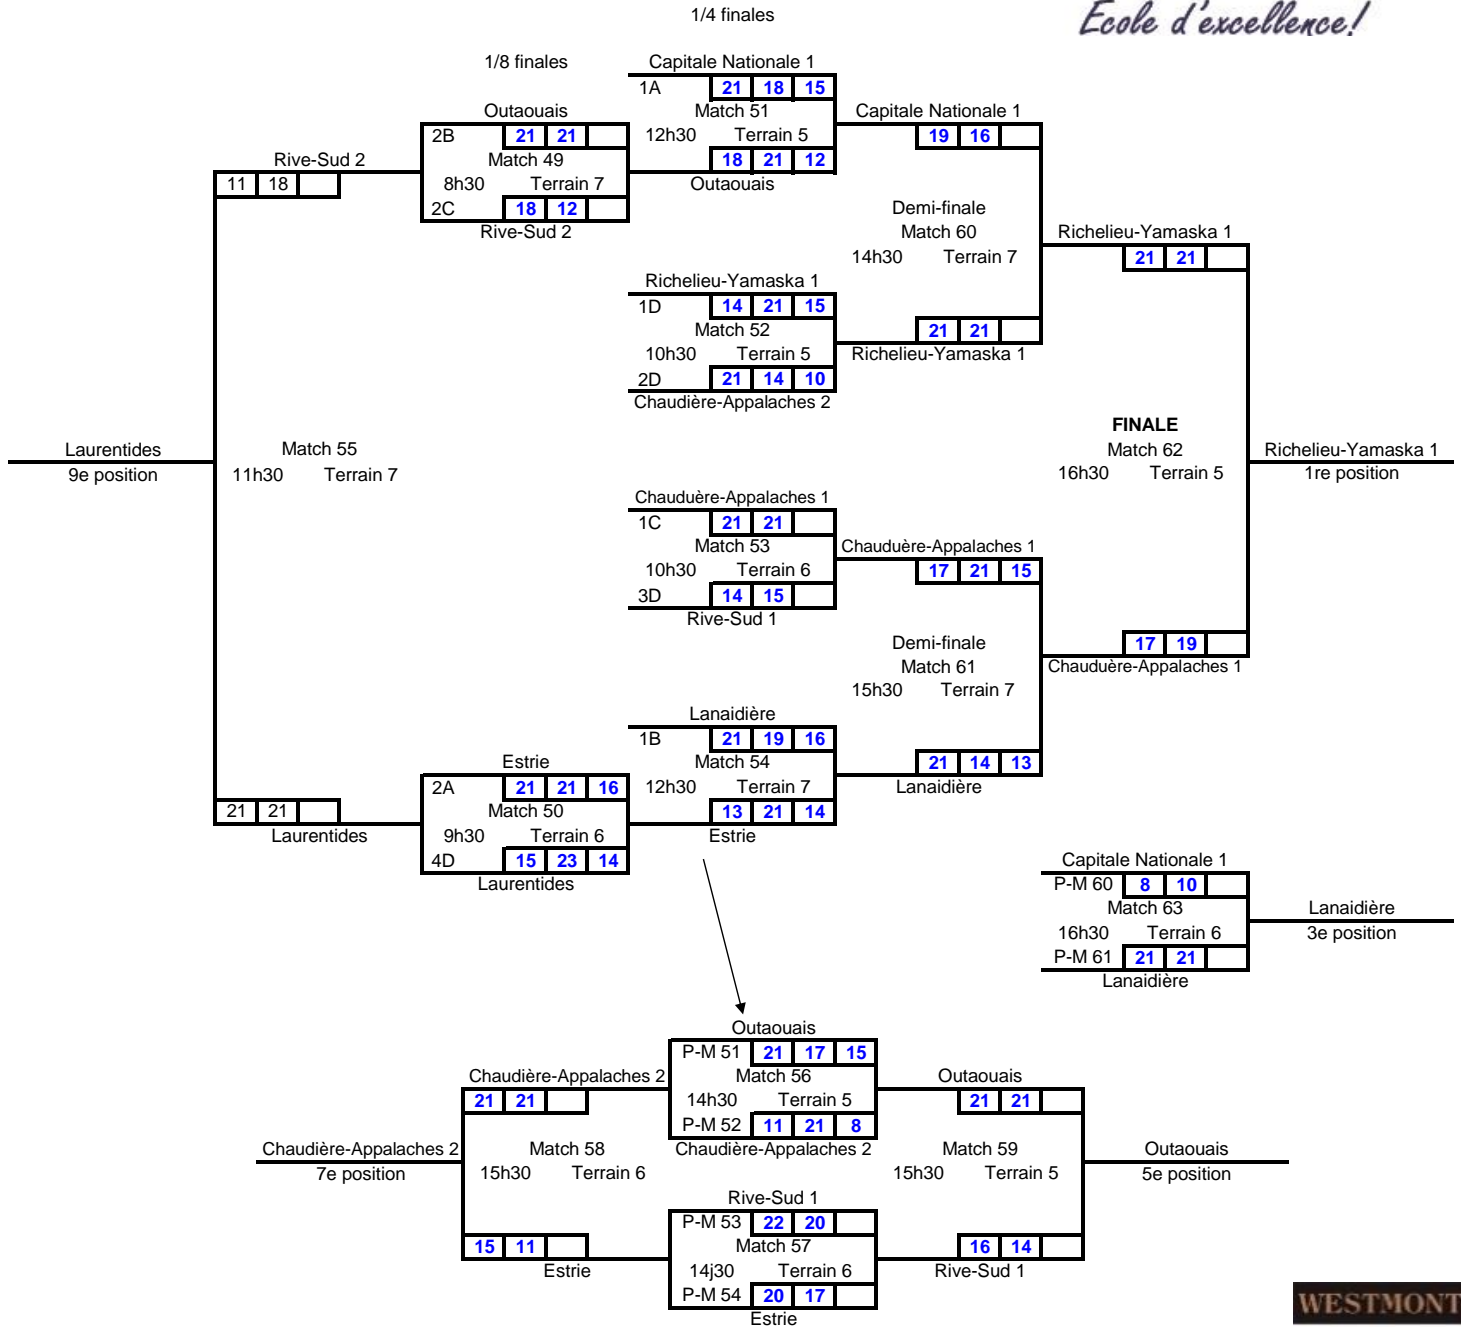 École d'excellence!
1/4 finales
1/8 finales
Capitale Nationale 1
1A 21 18 15
Match 51
12h30 Terrain 5
18 21 12
Outaouais
Outaouais
2B 21 21
Match 49
8h30 Terrain 7
2C 18 12
Rive-Sud 2
Rive-Sud 2
11 18
Capitale Nationale 1
19 16
Demi-finale
Match 60
14h30 Terrain 7
21 21
Richelieu-Yamaska 1
Richelieu-Yamaska 1
1D 14 21 15
Match 52
10h30 Terrain 5
2D 21 14 10
Chaudière-Appalaches 2
Richelieu-Yamaska 1
21 21
FINALE
Match 62
16h30 Terrain 5
17 19
Chauduère-Appalaches 1
Richelieu-Yamaska 1
1re position
Laurentides
9e position
Match 55
11h30 Terrain 7
Chauduère-Appalaches 1
1C 21 21
Match 53
10h30 Terrain 6
3D 14 15
Rive-Sud 1
Chauduère-Appalaches 1
17 21 15
Demi-finale
Match 61
15h30 Terrain 7
21 14 13
Lanaidière
Lanaidière
1B 21 19 16
Match 54
12h30 Terrain 7
13 21 14
Estrie
Estrie
2A 21 21 16
Match 50
9h30 Terrain 6
4D 15 23 14
Laurentides
21 21
Laurentides
Capitale Nationale 1
P-M 60 8 10
Match 63
16h30 Terrain 6
P-M 61 21 21
Lanaidière
Lanaidière
3e position
Outaouais
P-M 51 21 17 15
Match 56
14h30 Terrain 5
P-M 52 11 21 8
Chaudière-Appalaches 2
Chaudière-Appalaches 2
21 21
Match 58
15h30 Terrain 6
15 11
Estrie
Chaudière-Appalaches 2
7e position
Outaouais
21 21
Match 59
15h30 Terrain 5
16 14
Rive-Sud 1
Outaouais
5e position
Rive-Sud 1
P-M 53 22 20
Match 57
14j30 Terrain 6
P-M 54 20 17
Estrie
WESTMONT